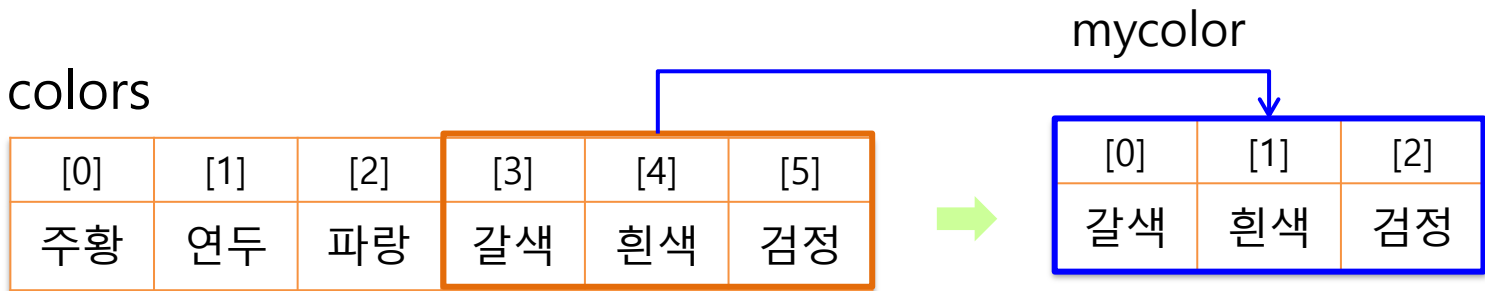 mycolor
colors
[0] [1] [2] [3] [4] [5]
주황 연두 파랑 갈색 흰색 검정
[0] [1] [2]
갈색 흰색 검정